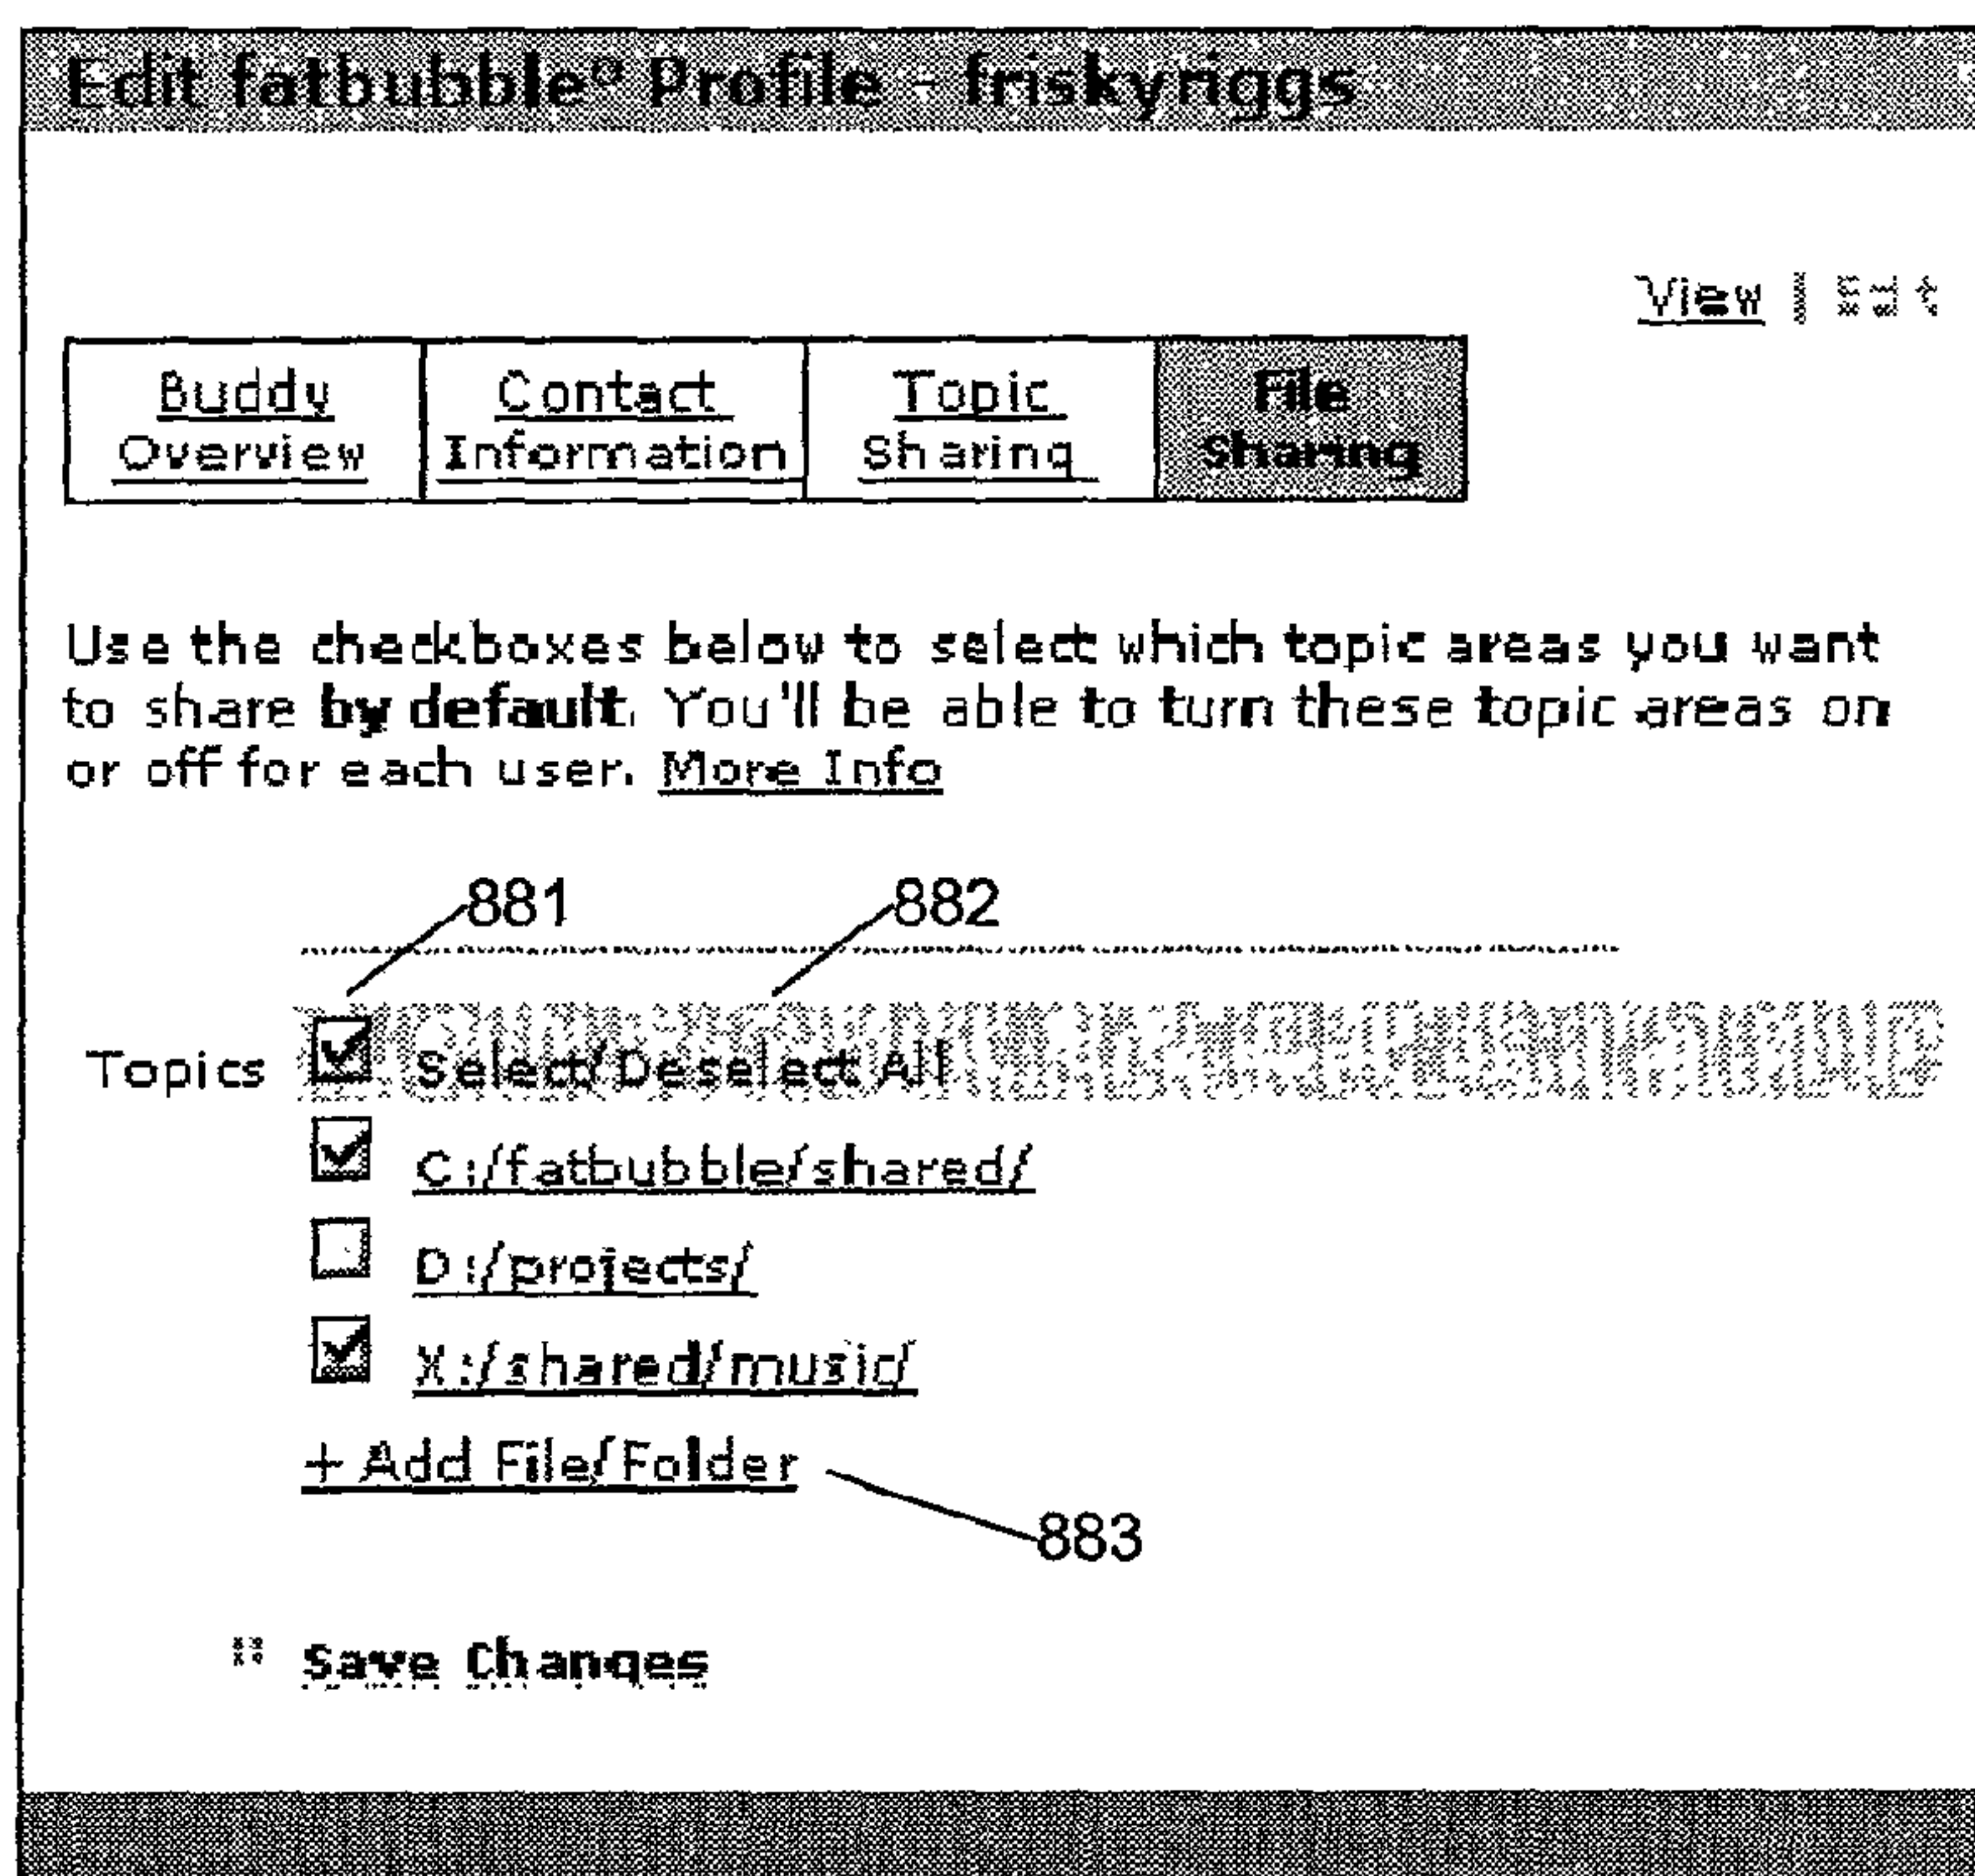 Edit fatbubble® Profile - friskyriggs
View | Edit
Buddy Overview
Contact Information
Topic Sharing
File Sharing
Use the checkboxes below to select which topic areas you want
to share by default. You'll be able to turn these topic areas on
or off for each user. More Info
881
882
Topics
Select/Deselect All
C:/fatbubble/shared/
D:/projects/
X:/shared/music/
+ Add File/Folder
883
Save Changes